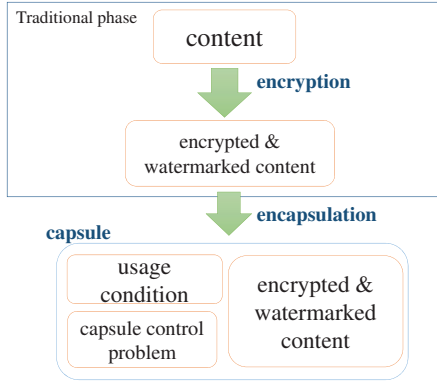 Traditional phase
content
encryption
encrypted &
watermarked content
encapsulation
capsule
usage
condition
capsule control
problem
encrypted &
watermarked
content